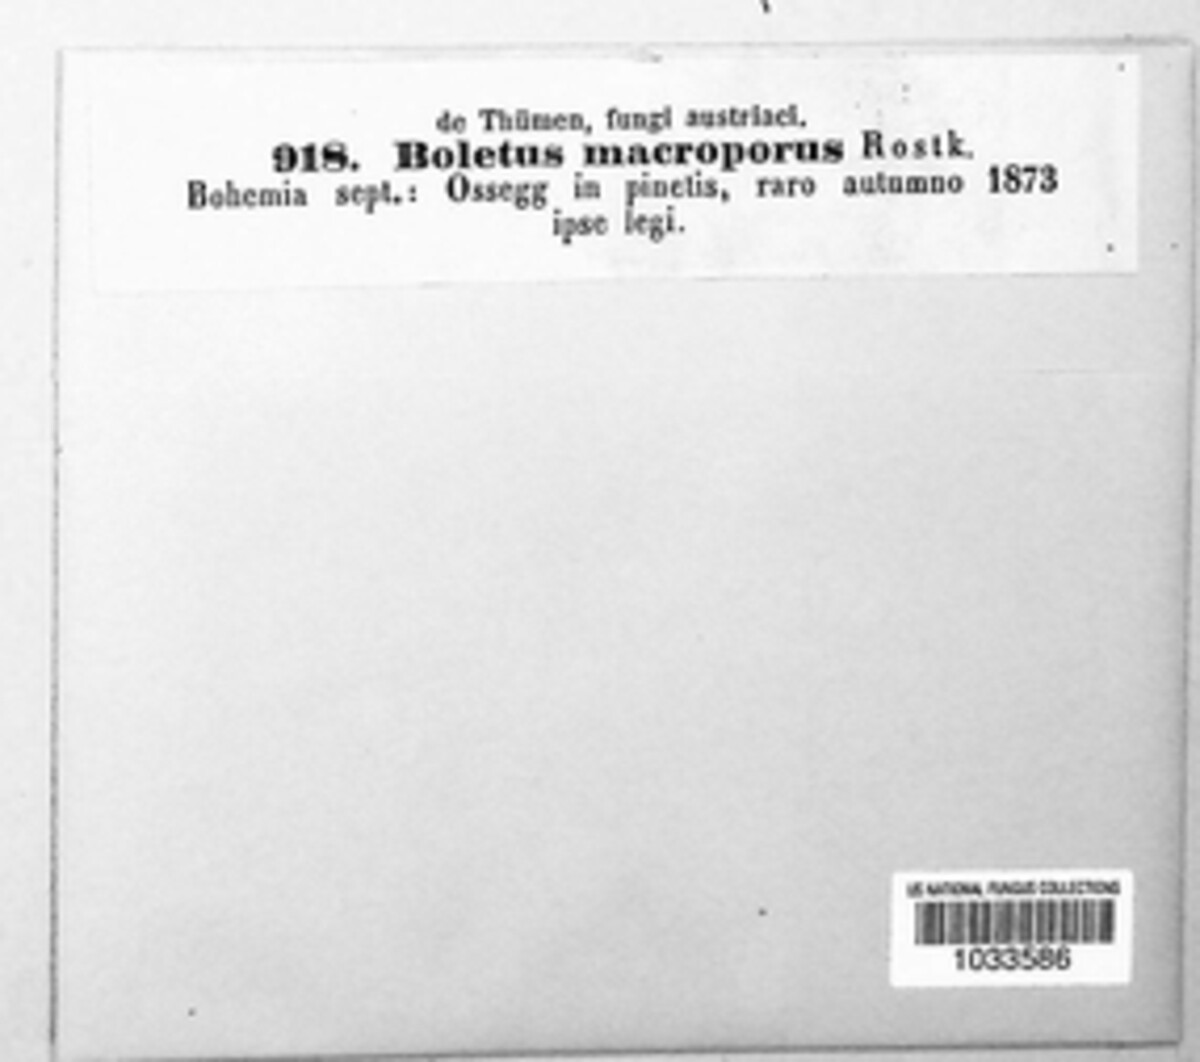 de Thümen, fungi austriaci.
918. Boletus macroporus Rostk.
Bohemia sept.: Ossegg in pinetis, raro autumno 1873
ipse legi.
US NATIONAL FUNGUS COLLECTIONS
1033586